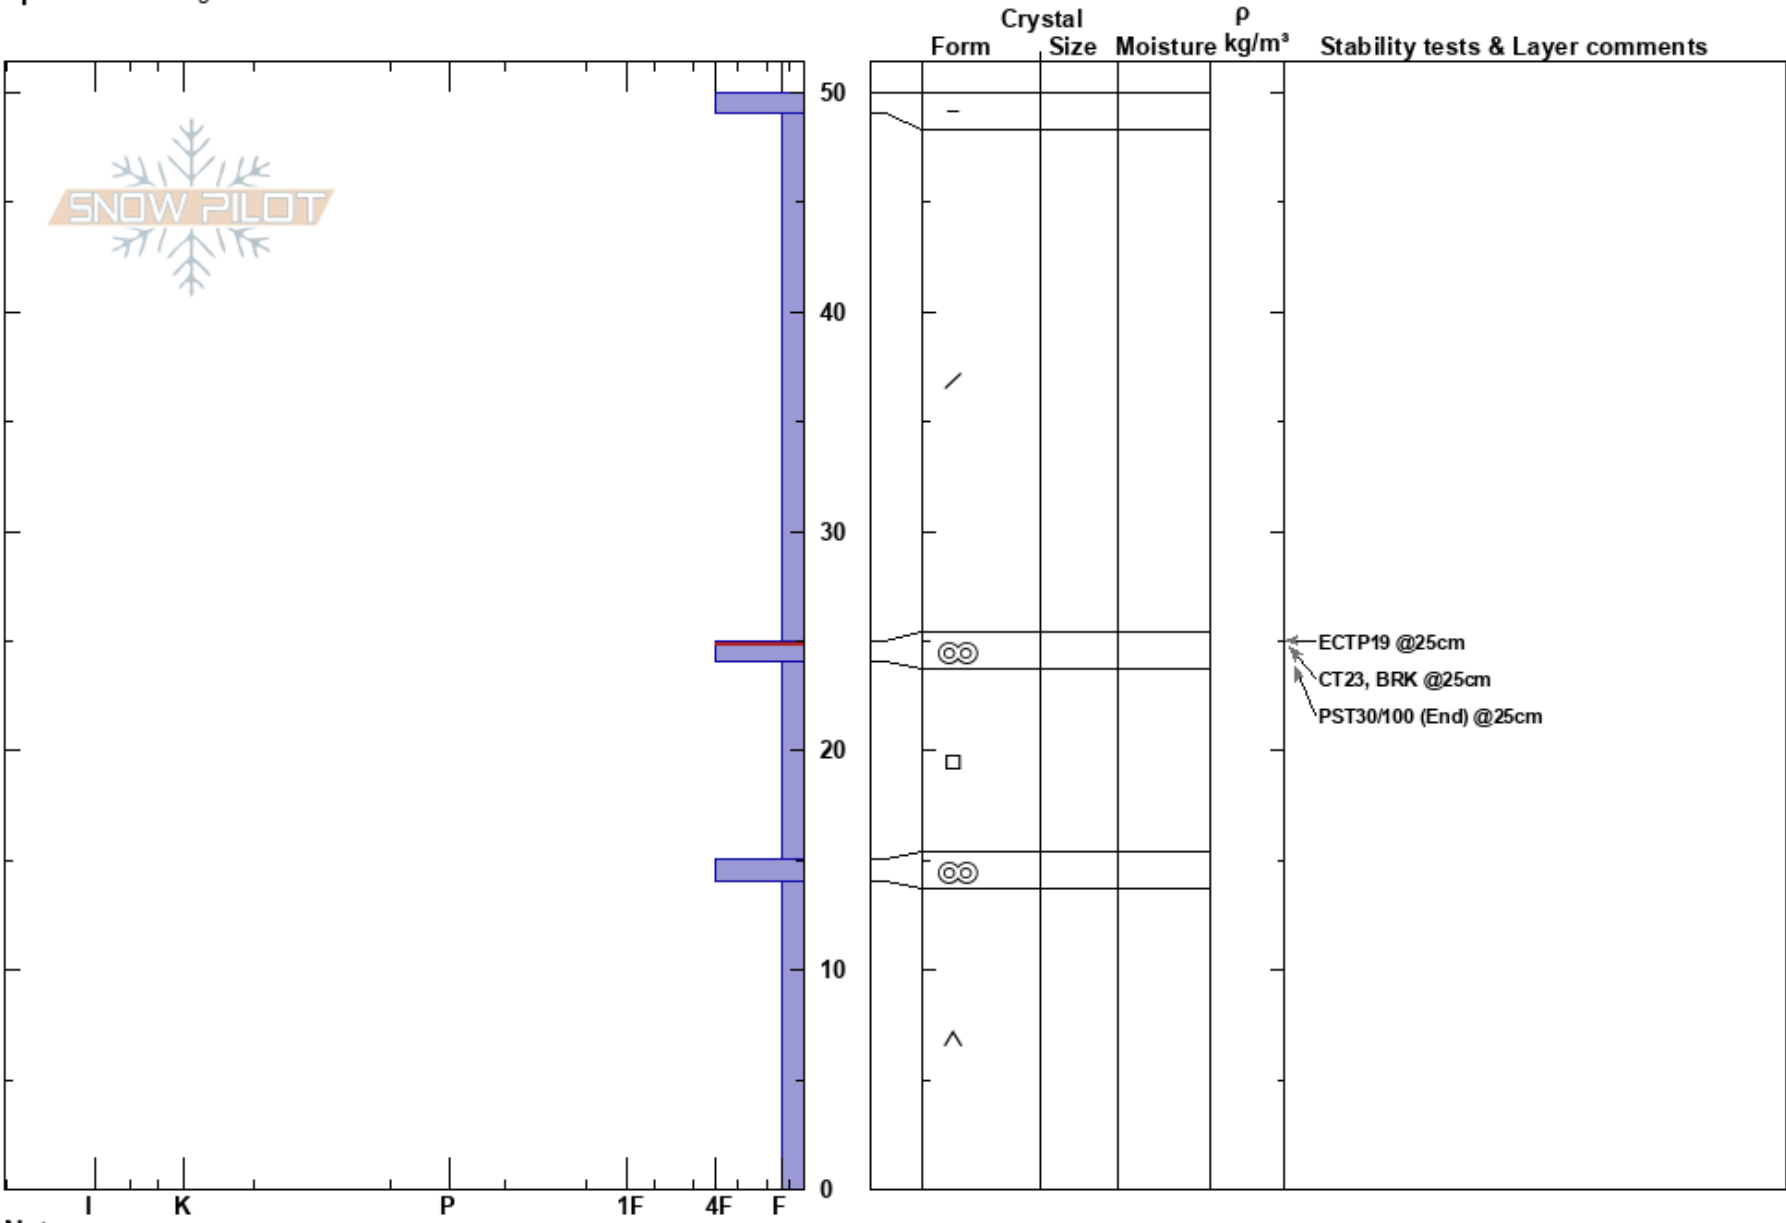 Crystal ρ
Form Size Moisture kg/m³ Stability tests & Layer comments
50
SNOW PILOT
40
30
ECTP19 @25cm
CT23, BRK @25cm
PST30/100 (End) @25cm
20
10
0
I K P 1F 4F F